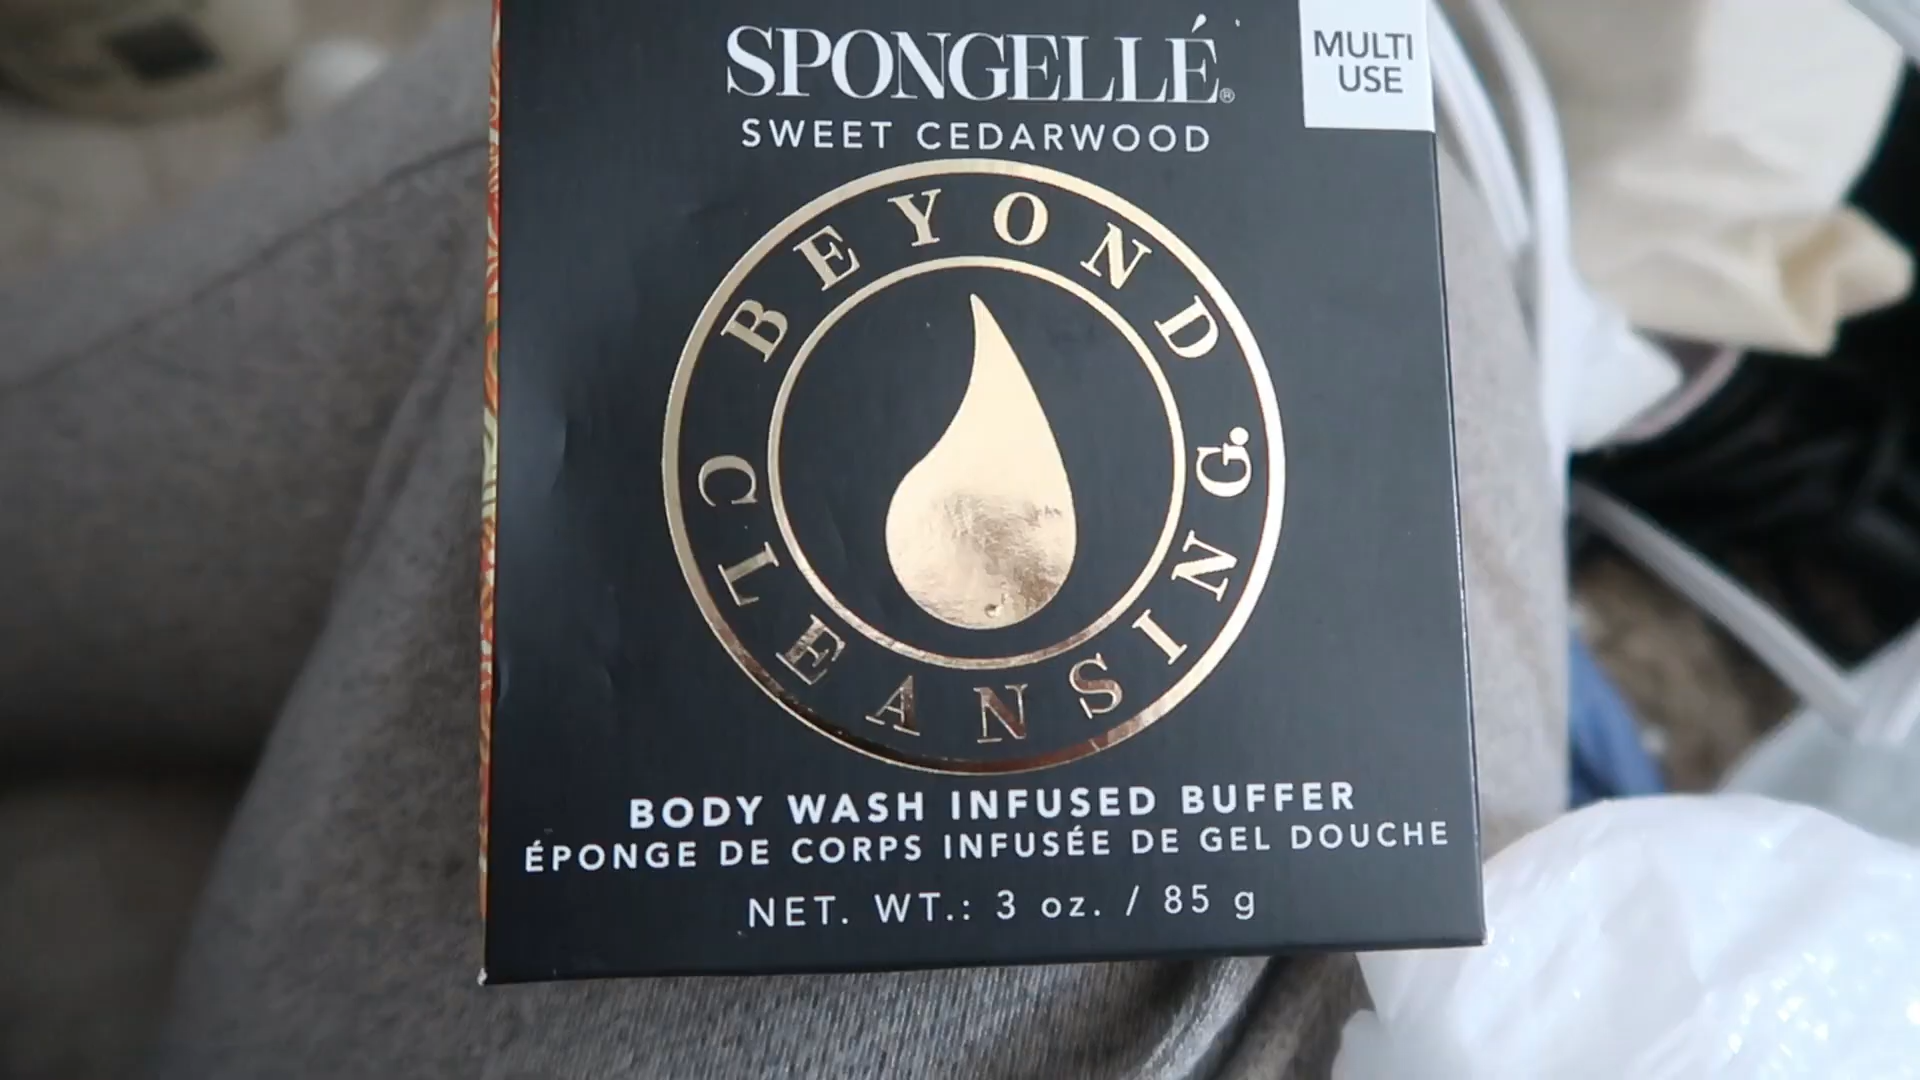 SPONGELLÉ®
MULTI
USE
SWEET CEDARWOOD
BEYOND
CLEANSING.
BODY WASH INFUSED BUFFER
ÉPONGE DE CORPS INFUSÉE DE GEL DOUCHE
NET. WT.: 3 oz. / 85 g